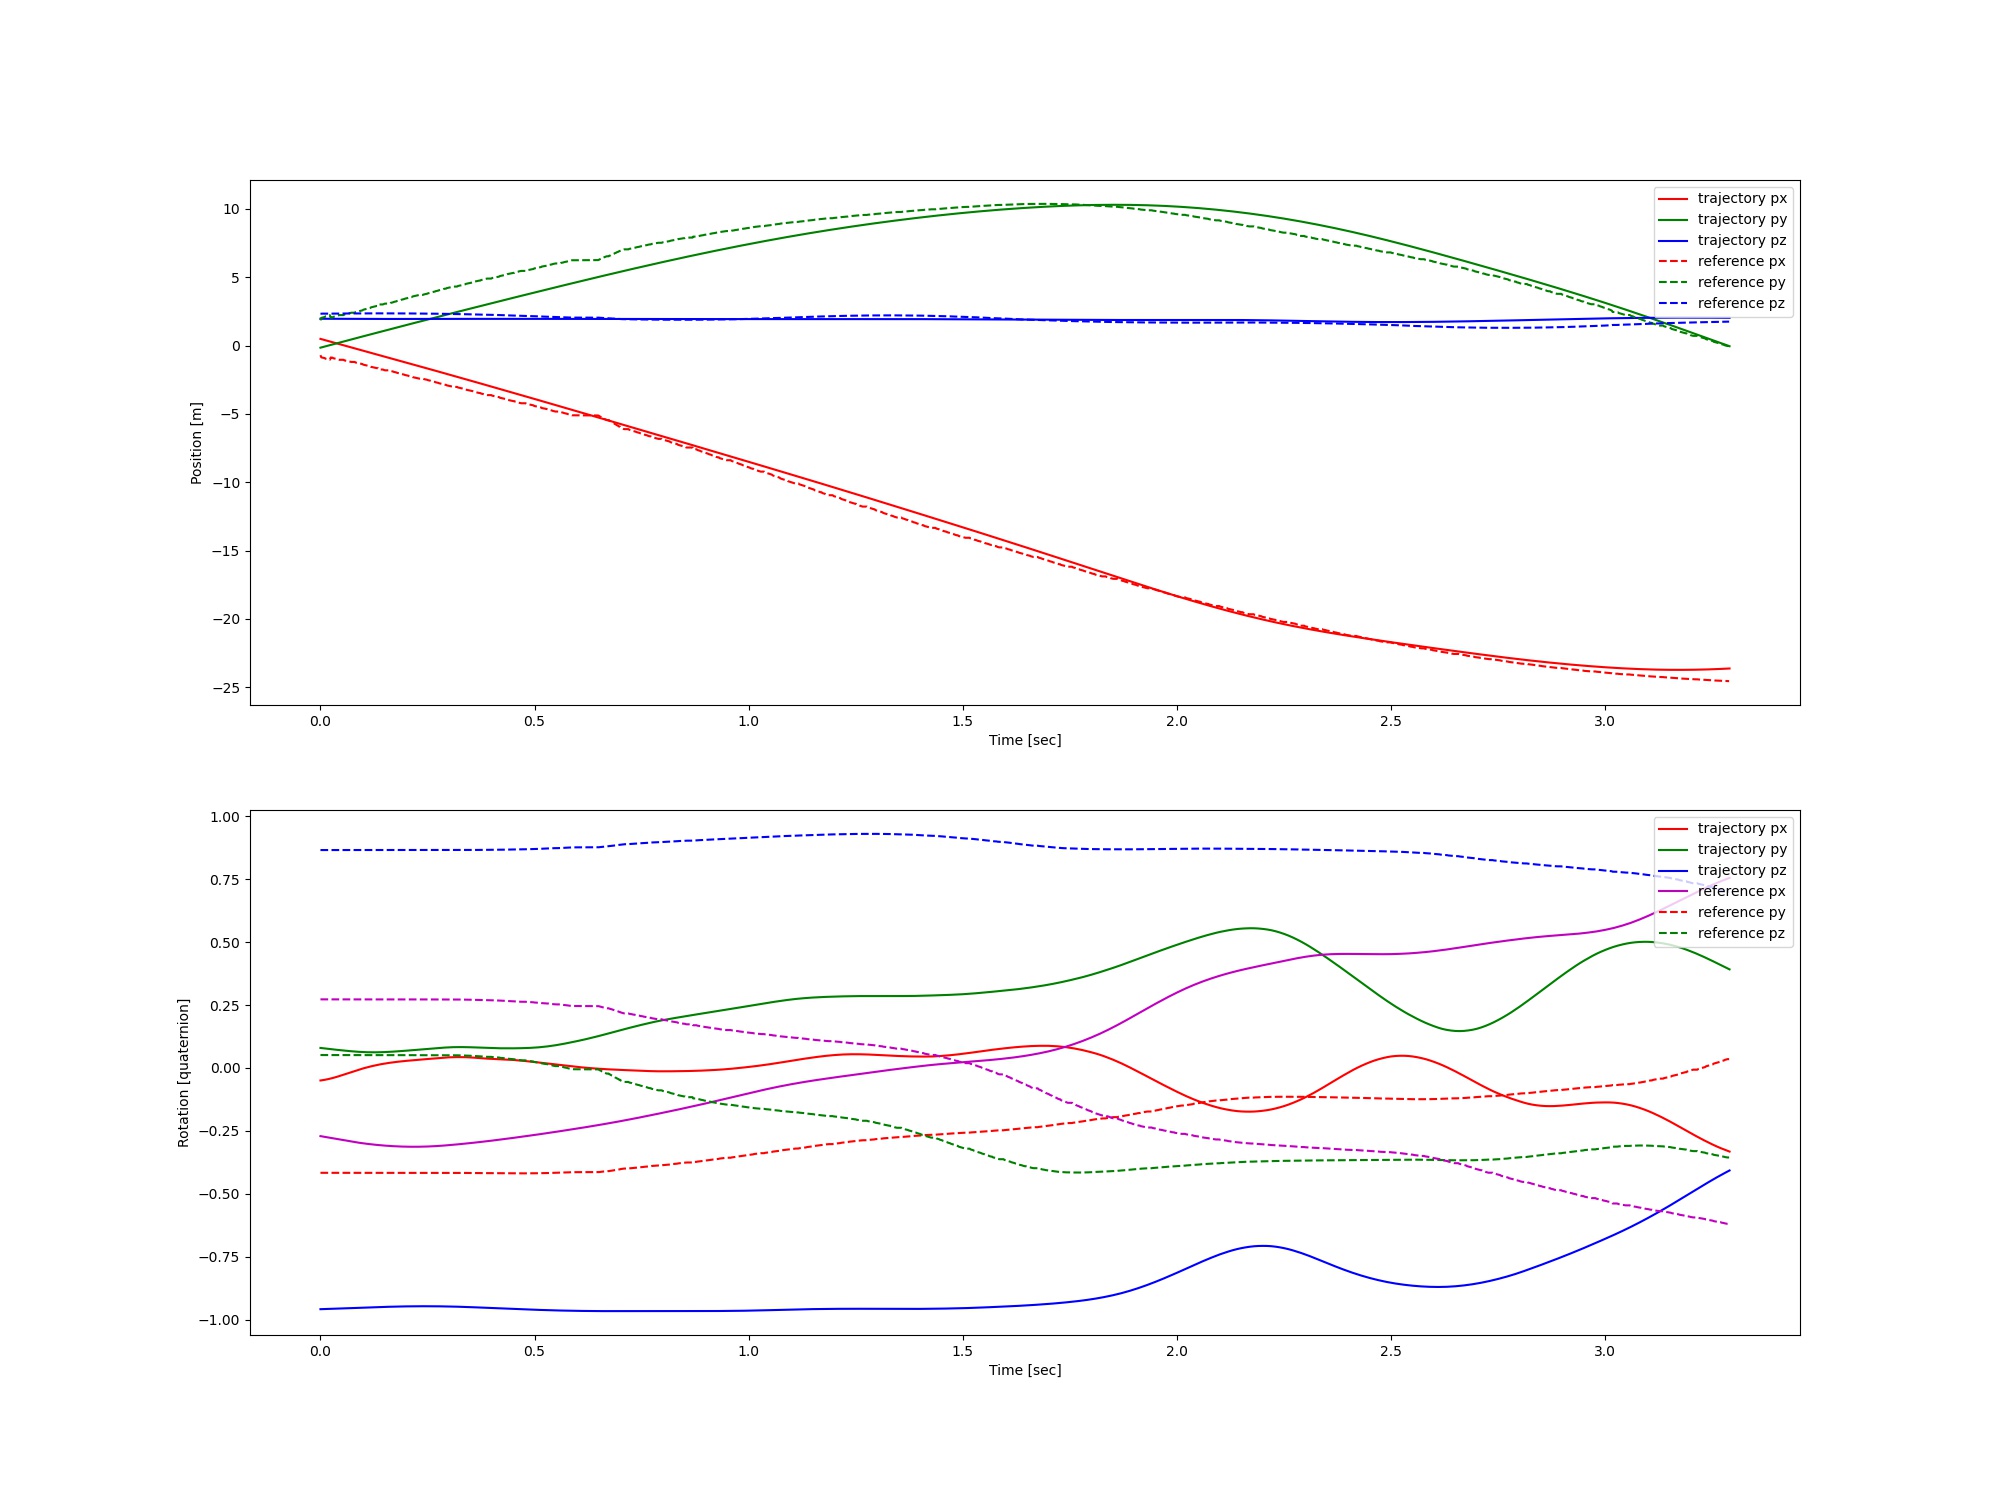 10
5
0
−5
−10
−15
−20
−25
Position [m]
0.0 0.5 1.0 1.5 2.0 2.5 3.0
Time [sec]
trajectory px
trajectory py
trajectory pz
reference px
reference py
reference pz
1.00
0.75
0.50
0.25
0.00
−0.25
−0.50
−0.75
−1.00
Rotation [quaternion]
0.0 0.5 1.0 1.5 2.0 2.5 3.0
Time [sec]
trajectory px
trajectory py
trajectory pz
reference px
reference py
reference pz